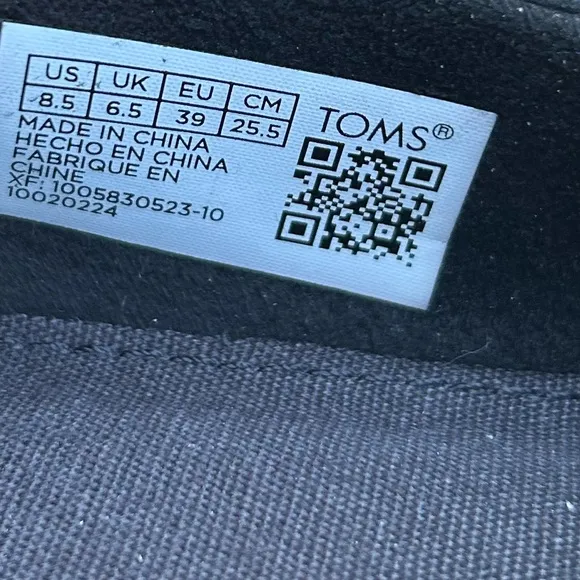 US UK EU CM
8.5 6.5 39 25.5
TOMS®
MADE IN CHINA
HECHO EN CHINA
FABRIQUE EN
CHINE
XF: 1005830523-10
10020224